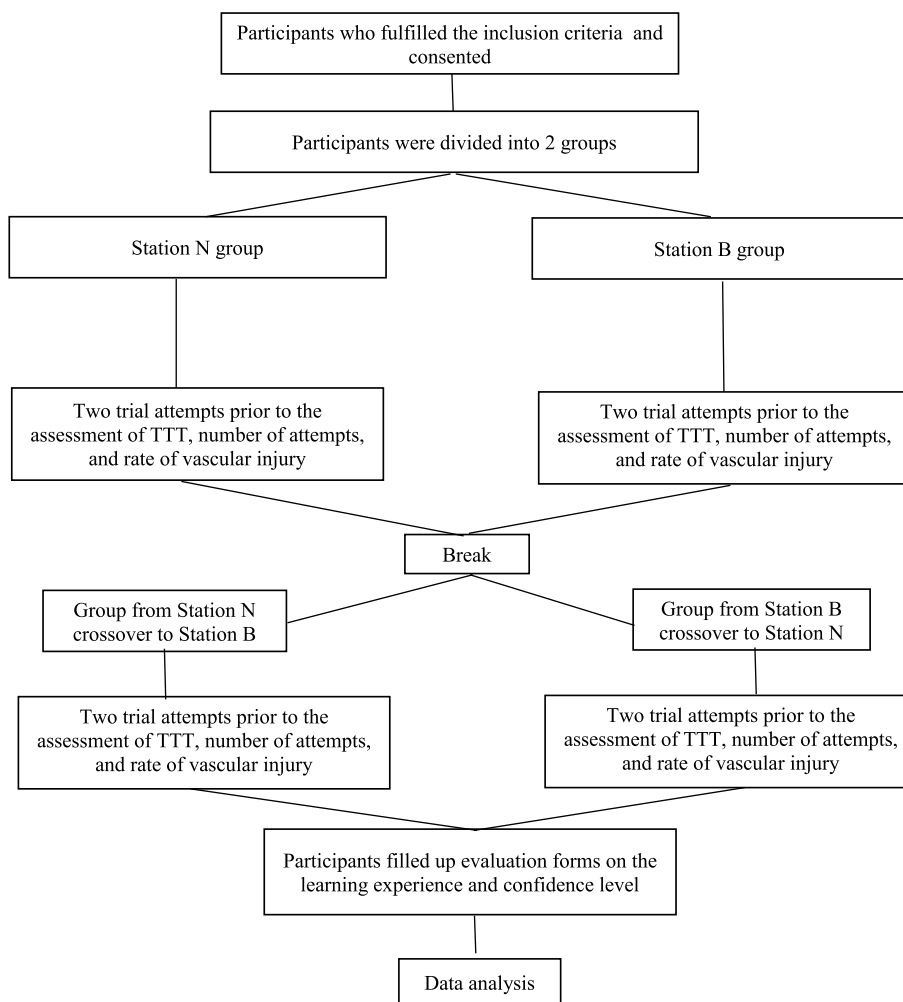 Participants who fulfilled the inclusion criteria and
consented
Participants were divided into 2 groups
Station N group
Station B group
Two trial attempts prior to the
assessment of TTT, number of attempts,
and rate of vascular injury
Two trial attempts prior to the
assessment of TTT, number of attempts,
and rate of vascular injury
Break
Group from Station N
crossover to Station B
Group from Station B
crossover to Station N
Two trial attempts prior to the
assessment of TTT, number of attempts,
and rate of vascular injury
Two trial attempts prior to the
assessment of TTT, number of attempts,
and rate of vascular injury
Participants filled up evaluation forms on the
learning experience and confidence level
Data analysis